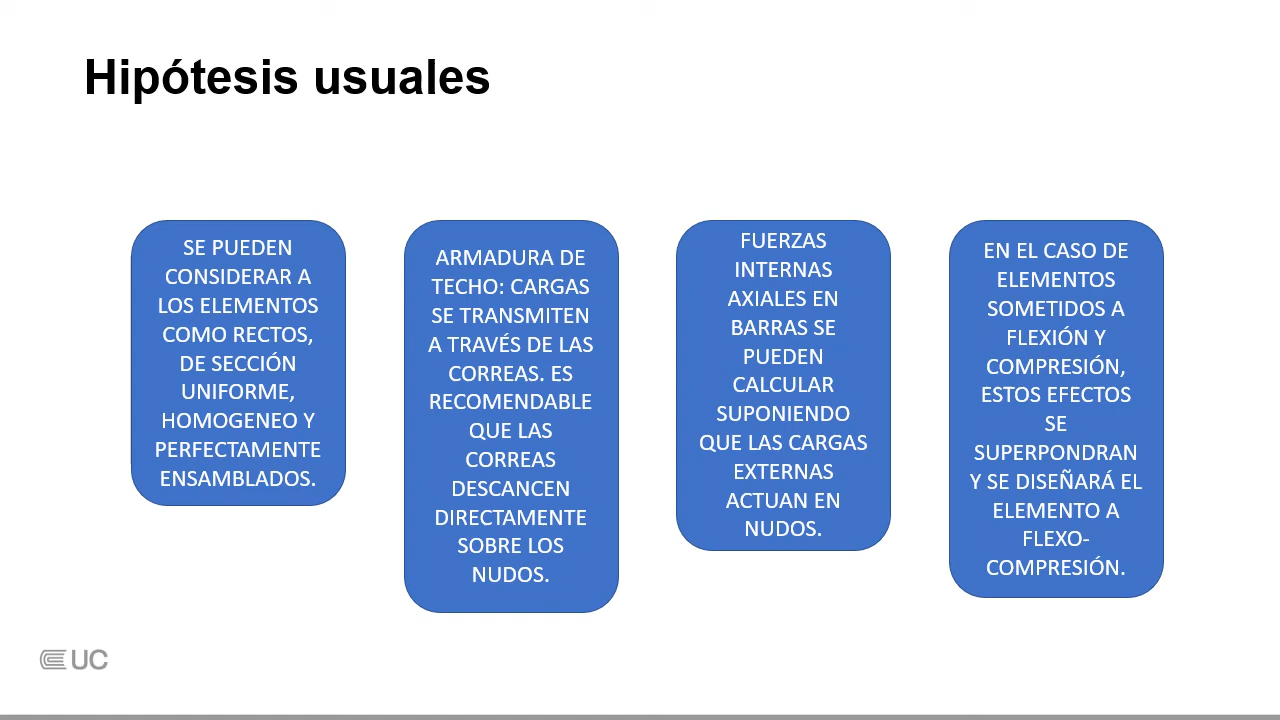 Hipótesis usuales
SE PUEDEN
CONSIDERAR A
LOS ELEMENTOS
COMO RECTOS,
DE SECCIÓN
UNIFORME,
HOMOGENEO Y
PERFECTAMENTE
ENSAMBLADOS.
ARMADURA DE
TECHO: CARGAS
SE TRANSMITEN
A TRAVÉS DE LAS
CORREAS. ES
RECOMENDABLE
QUE LAS
CORREAS
DESCANCEN
DIRECTAMENTE
SOBRE LOS
NUDOS.
FUERZAS
INTERNAS
AXIALES EN
BARRAS SE
PUEDEN
CALCULAR
SUPONIENDO
QUE LAS CARGAS
EXTERNAS
ACTUAN EN
NUDOS.
EN EL CASO DE
ELEMENTOS
SOMETIDOS A
FLEXIÓN Y
COMPRESIÓN,
ESTOS EFECTOS
SE
SUPERPONDRAN
Y SE DISEÑARÁ EL
ELEMENTO A
FLEXO-
COMPRESIÓN.
UC